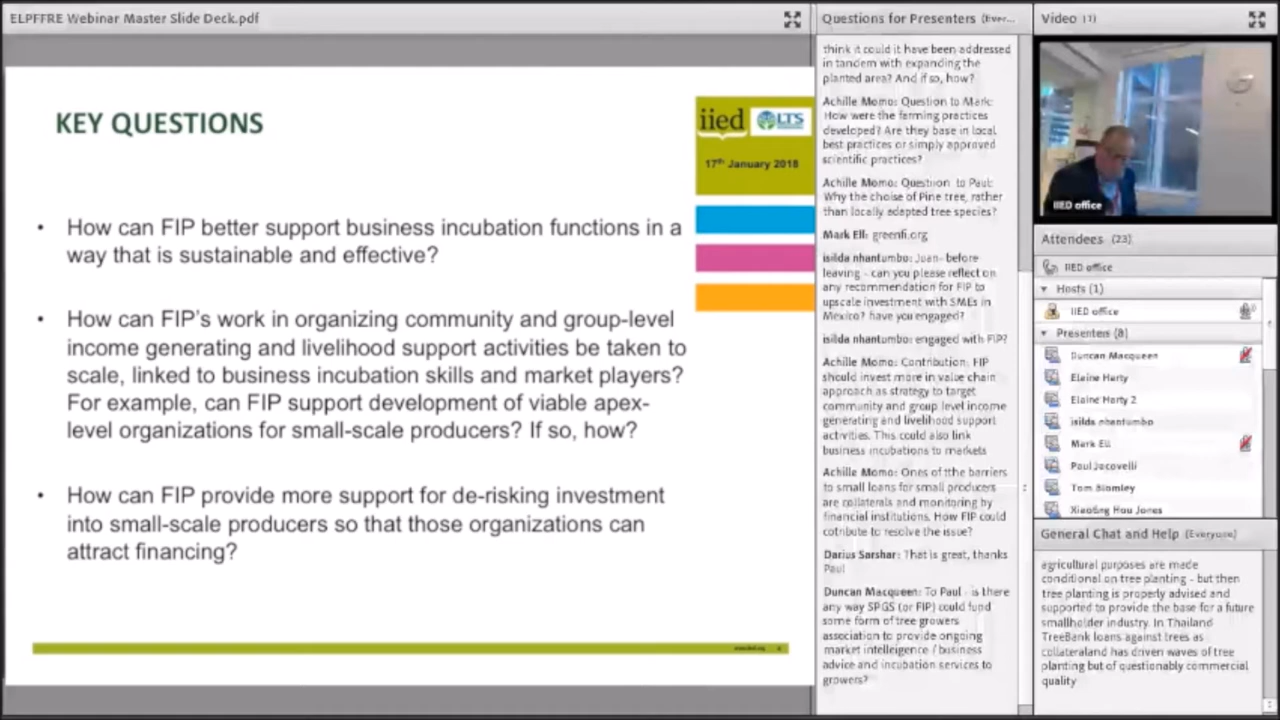 ELPFFRE Webinar Master Slide Deck.pdf
KEY QUESTIONS
iied
LTS
17th January 2018
• How can FIP better support business incubation functions in a
way that is sustainable and effective?
• How can FIP's work in organizing community and group-level
income generating and livelihood support activities be taken to
scale, linked to business incubation skills and market players?
For example, can FIP support development of viable apex-
level organizations for small-scale producers? If so, how?
• How can FIP provide more support for de-risking investment
into small-scale producers so that those organizations can
attract financing?
Questions for Presenters (Ever...
think it could it have been addressed
in tandem with expanding the
planted area? And if so, how?
Achille Momo: Question to Mark:
How were the farming practices
developed? Are they base in local
best practices or simply approved
scientific practices?
Achille Momo: Question to Paul:
Why the choise of Pine tree, rather
than locally adapted tree species?
Mark Ell: greenfi.org
isilda nhantumbo: Juan- before
leaving - can you please reflect on
any recommendation for FIP to
upscale investment with SMEs in
Mexico? have you engaged?
isilda nhantumbo: engaged with FIP?
Achille Momo: Contribution: FIP
should invest more in value chain
approach as strategy to target
community and group level income
generating and livelihood support
activities. This could also link
business incubations to markets
Achille Momo: Ones of tthe barriers
to small loans for small producers
are collaterals and monitoring by
financial institutions. How FIP could
cotribute to resolve the issue?
Darius Sarshar: That is great, thanks
Paul
Duncan Macqueen: To Paul - is there
any way SPGS (or FIP) could fund
some form of tree growers
association to provide ongoing
market intelleigence / business
advice and incubation services to
growers?
Video (1)
IIED office
Attendees (23)
IIED office
Hosts (1)
IIED office
Presenters (8)
Duncan Macqueen
Elaine Harty
Elaine Harty 2
isilda nhantumbo
Mark Ell
Paul Jacovelli
Tom Blomley
Xiaoting Hou Jones
General Chat and Help (Everyone)
agricultural purposes are made
conditional on tree planting - but then
tree planting is properly advised and
supported to provide the base for a future
smallholder industry. In Thailand
TreeBank loans against trees as
collateraland has driven waves of tree
planting but of questionably commercial
quality